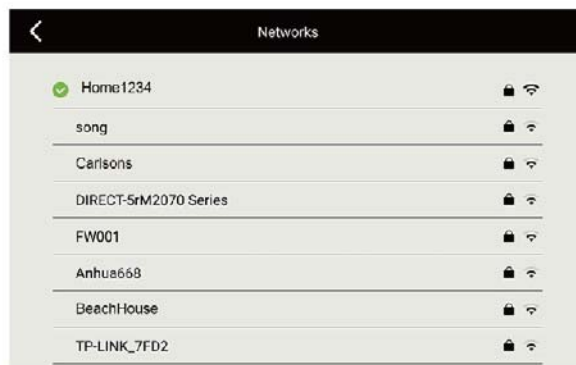 Networks
Home1234
song
Carlsons
DIRECT-5rM2070 Series
FW001
Anhua668
BeachHouse
TP-LINK_7FD2